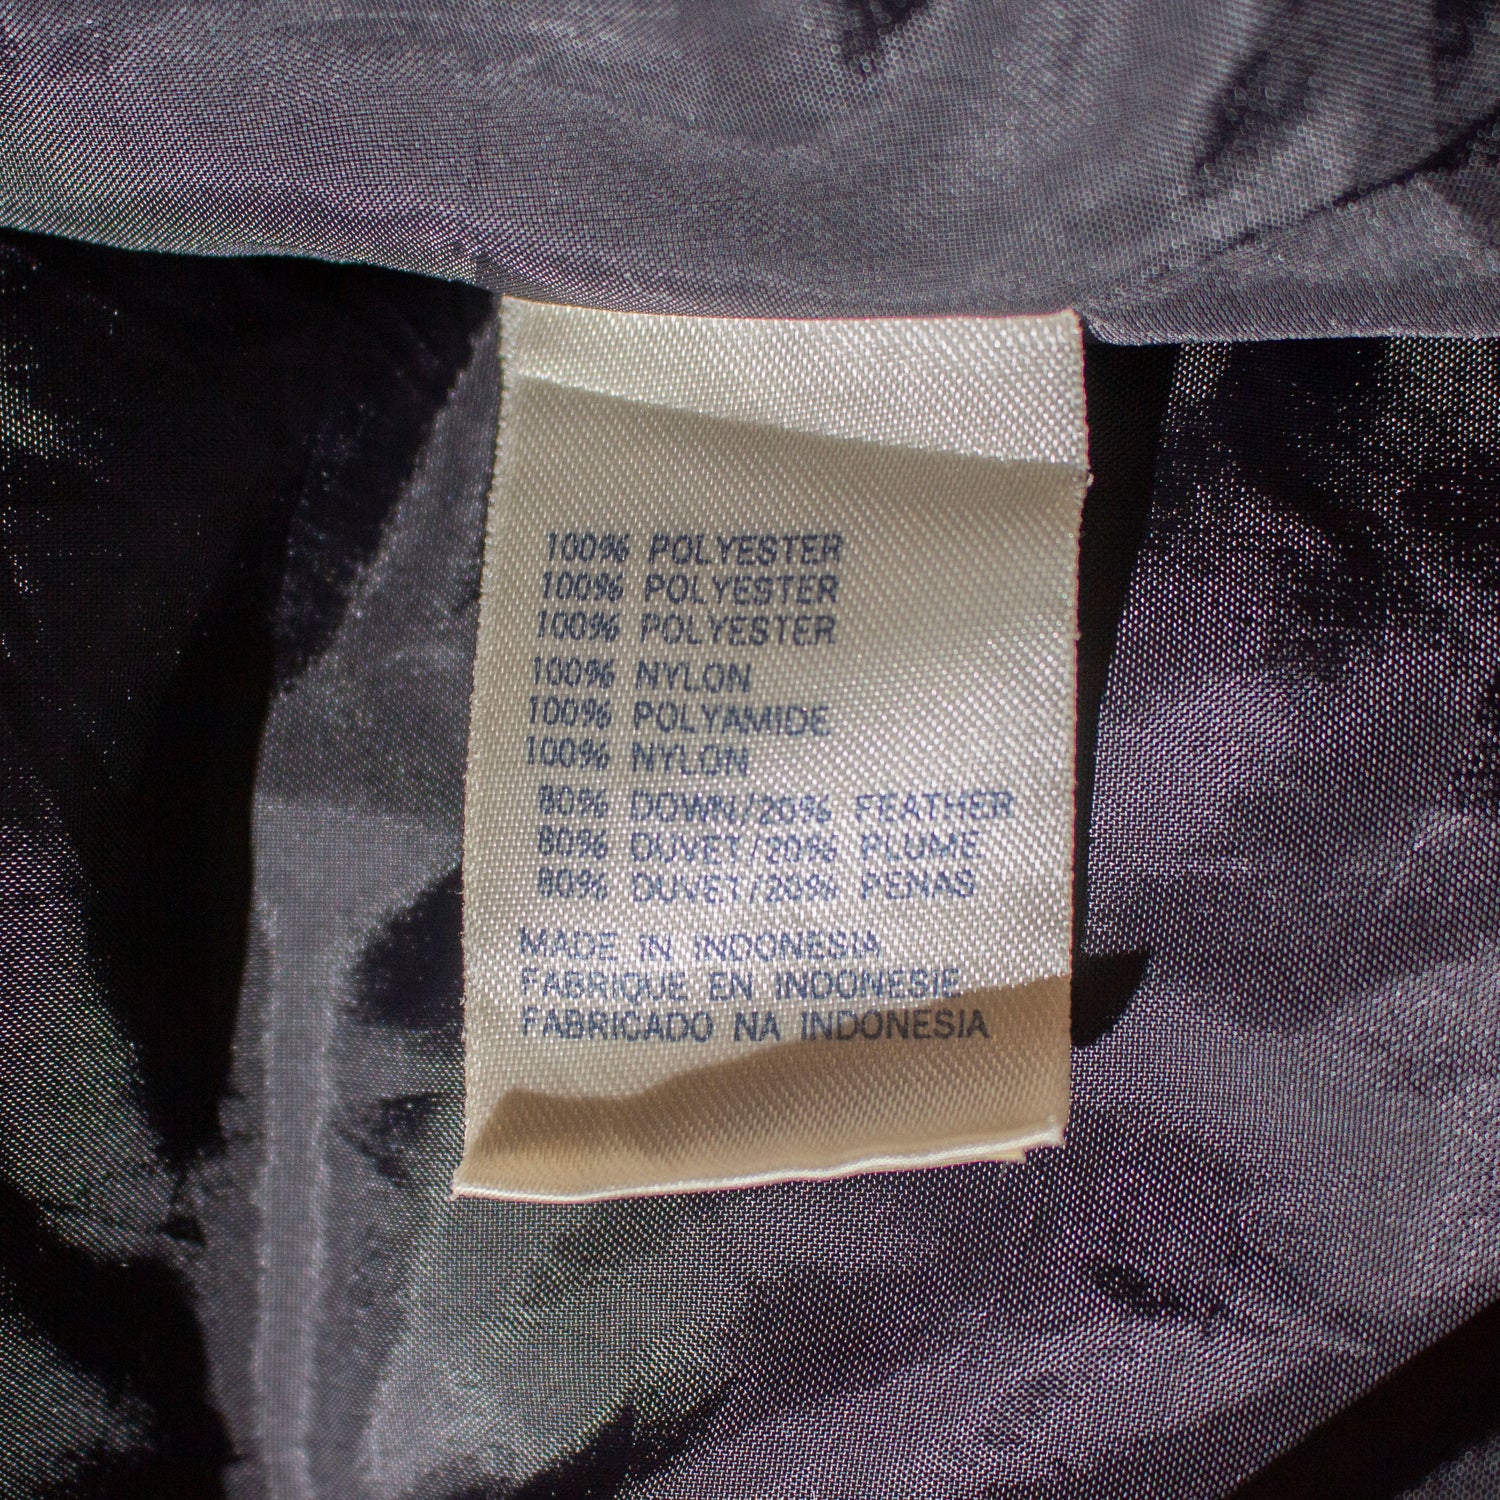 100% POLYESTER
100% POLYESTER
100% POLYESTER
100% NYLON
100% POLYAMIDE
100% NYLON
80% DOWN/20% FEATHER
80% DUVET/20% PLUME
80% DUVET/20% PENAS
MADE IN INDONESIA
FABRIQUE EN INDONESIE
FABRICADO NA INDONESIA